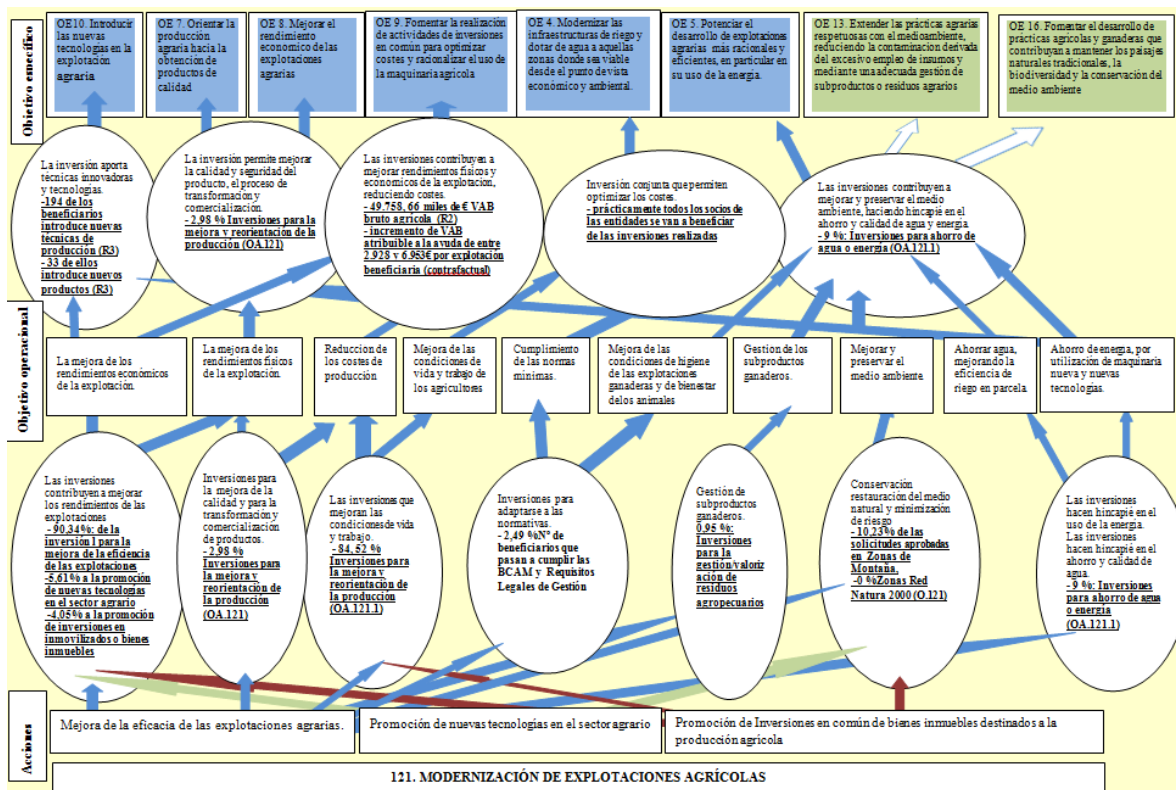 Objetivo específico
OE10. Introducir
las nuevas
tecnologías en la
explotación
agraria
OE 7. Orientar la
producción
agraria hacia la
obtención de
productos de
calidad
OE 8. Mejorar el
rendimiento
economico de las
explotaciones
agrarias
OE 9. Fomentar la realización
de actividades de inversiones
en común para optimizar
costes y racionalizar el uso de
la maquinaria agrícola
OE 4. Modernizar las
infraestructuras de riego y
dotar de agua a aquellas
zonas donde sea viable
desde el punto de vista
económico y ambiental.
OE 5. Potenciar el
desarrollo de explotaciones
agrarias más racionales y
eficientes, en particular en
su uso de la energía.
OE 13. Extender las prácticas agrarias
respetuosas con el medioambiente,
reduciendo la contaminacion derivada
del excesivo empleo de insumos y
mediante una adecuada gestión de
subproductos o residuos agrarios
OE 16. Fomentar el desarrollo de
prácticas agrícolas y ganaderas que
contribuyan a mantener los paisajes
naturales tradicionales, la
biodiversidad y la conservación del
medio ambiente
La inversión aporta
técnicas innovadoras
y tecnologías.
-194 de los
beneficiarios
introduce nuevas
técnicas de
producción (R3)
- 33 de ellos
introduce nuevos
productos (R3)
La inversión permite mejorar
la calidad y seguridad del
producto, el proceso de
transformación y
comercialización.
- 2,98 % Inversiones para la
mejora y reorientación de la
producción (OA.121)
Las inversiones contribuyen a
mejorar rendimientos físicos y
economicos de la explotación,
reduciendo costes.
- 49.758, 66 miles de € VAB
bruto agrícola (R2)
- incremento de VAB
atribuible a la ayuda de entre
2.928 y 6.953€ por explotación
beneficiaria (contrafactual)
Inversión conjunta que permiten
optimizar los costes.
- prácticamente todos los socios de
las entidades se van a beneficiar
de las inversiones realizadas
Las inversiones contribuyen a
mejorar y preservar el medio
ambiente, haciendo hincapié en el
ahorro y calidad de agua y energia.
- 9 %: Inversiones para ahorro de
agua o energía (OA.121.1)
Objetivo operacional
La mejora de los
rendimientos económicos
de la explotación.
La mejora de los
rendimientos físicos de
la explotación.
Reduccion de los
costes de
producción.
Mejora de las
condiciones de
vida y trabajo de
los agricultores
Cumplimiento
de las normas
mínimas.
Mejora de las
condiciones de higiene
de las explotaciones
ganaderas y de bienestar
delos animales
Gestion de los
subproductos
ganaderos.
Mejorar y
preservar el
medio ambiente.
Ahorrar agua,
mejorando la
eficiencia de
riego en parcela.
Ahorro de energía, por
utilización de maquinaria
nueva y nuevas
tecnologías.
Las inversiones
contribuyen a mejorar
los rendimientos de las
explotaciones
- 90,34%: de la
inversión l para la
mejora de la eficiencia
de las explotaciones
-5,61% a la promoción
de nuevas tecnologías
en el sector agrario
-4,05% a la promoción
de inversiones en
inmovilizados o bienes
inmuebles
Inversiones para
la mejora de la
calidad y para la
transformación y
comercialización
de productos.
- 2,98 %
Inversiones para
la mejora y
reorientación de
la producción
(OA.121)
Las inversiones que
mejoran las
condiciones de vida
y trabajo.
- 84, 52 %
Inversiones para la
mejora y
reorientación de la
producción (OA.121.1)
Inversiones para
adaptarse a las
normativas.
- 2,49 %Nº de
beneficiarios que
pasan a cumplir las
BCAM y Requisitos
Legales de Gestión
Gestión de
subproductos
ganaderos.
0,95 %:
Inversiones
para la
gestión/valoriz
ación de
residuos
agropecuarios
Conservación
restauración del medio
natural y minimización
de riesgo
- 10,23% de las
solicitudes aprobadas
en Zonas de
Montaña.
-0 %Zonas Red
Natura 2000 (O.121)
Las inversiones
hacen hincapié en el
uso de la energía.
Las inversiones
hacen hincapié en el
ahorro y calidad de
agua.
- 9 %: Inversiones
para ahorro de agua
o energía
(OA.121.1)
Acciones
Mejora de la eficacia de las explotaciones agrarias.
Promoción de nuevas tecnologías en el sector agrario
Promoción de Inversiones en común de bienes inmuebles destinados a la
producción agrícola
121. MODERNIZACIÓN DE EXPLOTACIONES AGRÍCOLAS